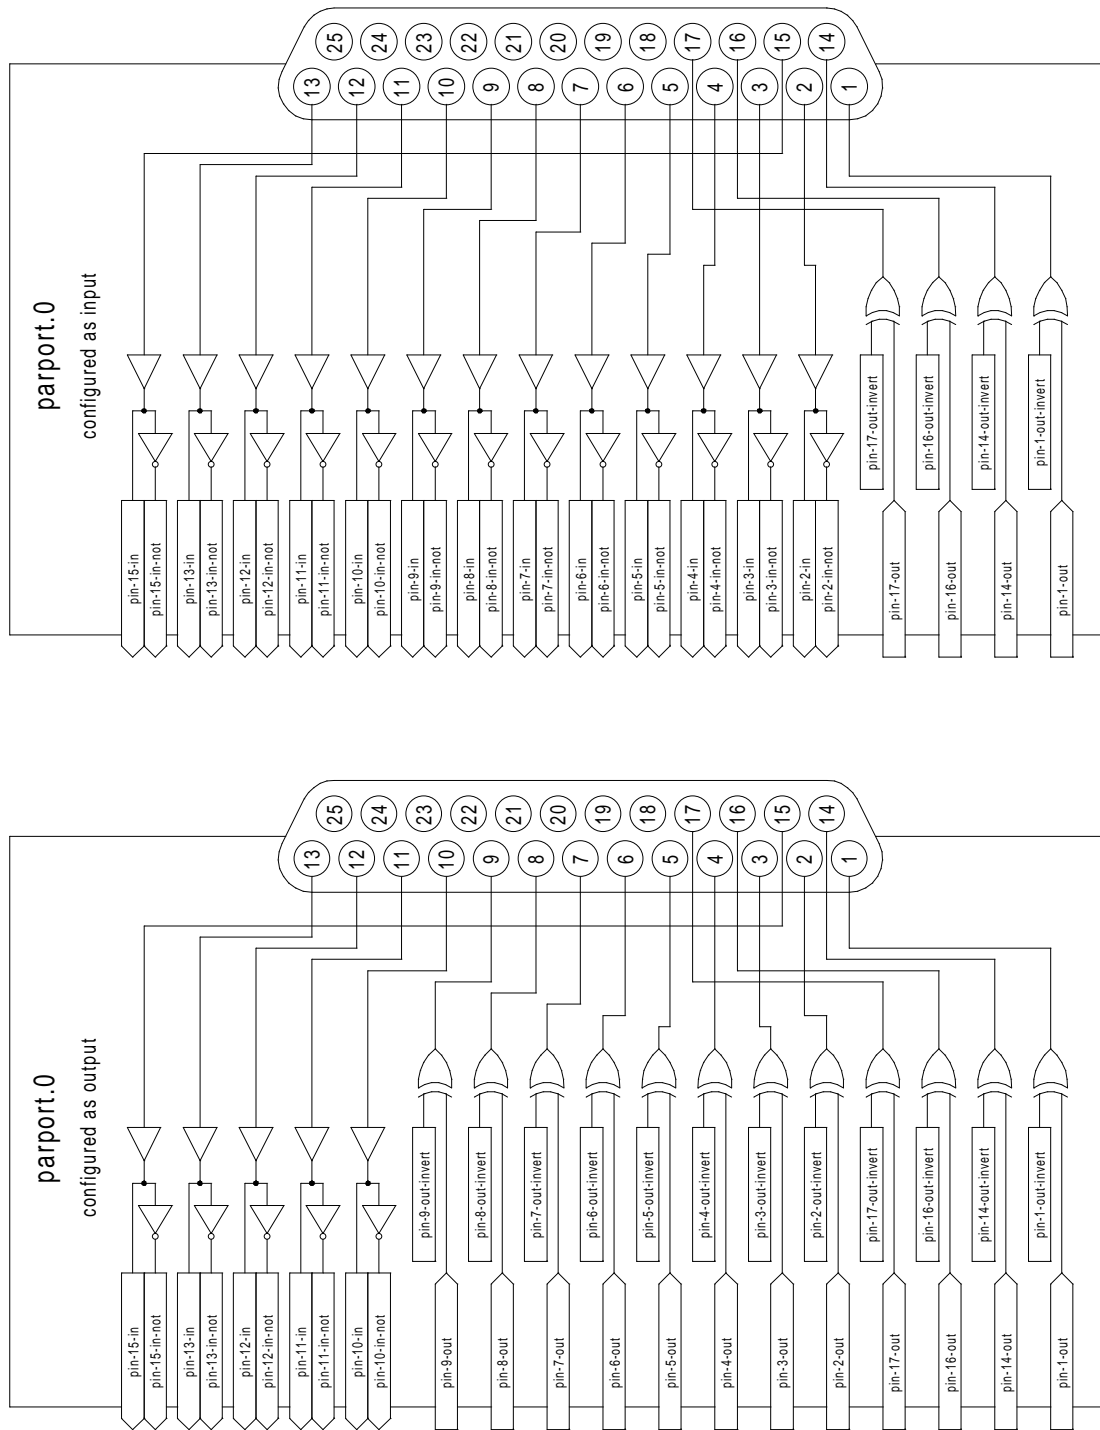 25
24
23
22
21
20
19
18
17
16
15
14
13
12
11
10
9
8
7
6
5
4
3
2
1
parport.0
configured as input
pin-15-in
pin-15-in-not
pin-13-in
pin-13-in-not
pin-12-in
pin-12-in-not
pin-11-in
pin-11-in-not
pin-10-in
pin-10-in-not
pin-9-in
pin-9-in-not
pin-8-in
pin-8-in-not
pin-7-in
pin-7-in-not
pin-6-in
pin-6-in-not
pin-5-in
pin-5-in-not
pin-4-in
pin-4-in-not
pin-3-in
pin-3-in-not
pin-2-in
pin-2-in-not
pin-17-out-invert
pin-17-out
pin-16-out-invert
pin-16-out
pin-14-out-invert
pin-14-out
pin-1-out-invert
pin-1-out
25
24
23
22
21
20
19
18
17
16
15
14
13
12
11
10
9
8
7
6
5
4
3
2
1
parport.0
configured as output
pin-15-in
pin-15-in-not
pin-13-in
pin-13-in-not
pin-12-in
pin-12-in-not
pin-11-in
pin-11-in-not
pin-10-in
pin-10-in-not
pin-9-out-invert
pin-9-out
pin-8-out-invert
pin-8-out
pin-7-out-invert
pin-7-out
pin-6-out-invert
pin-6-out
pin-5-out-invert
pin-5-out
pin-4-out-invert
pin-4-out
pin-3-out-invert
pin-3-out
pin-2-out-invert
pin-2-out
pin-17-out-invert
pin-17-out
pin-16-out-invert
pin-16-out
pin-14-out-invert
pin-14-out
pin-1-out-invert
pin-1-out